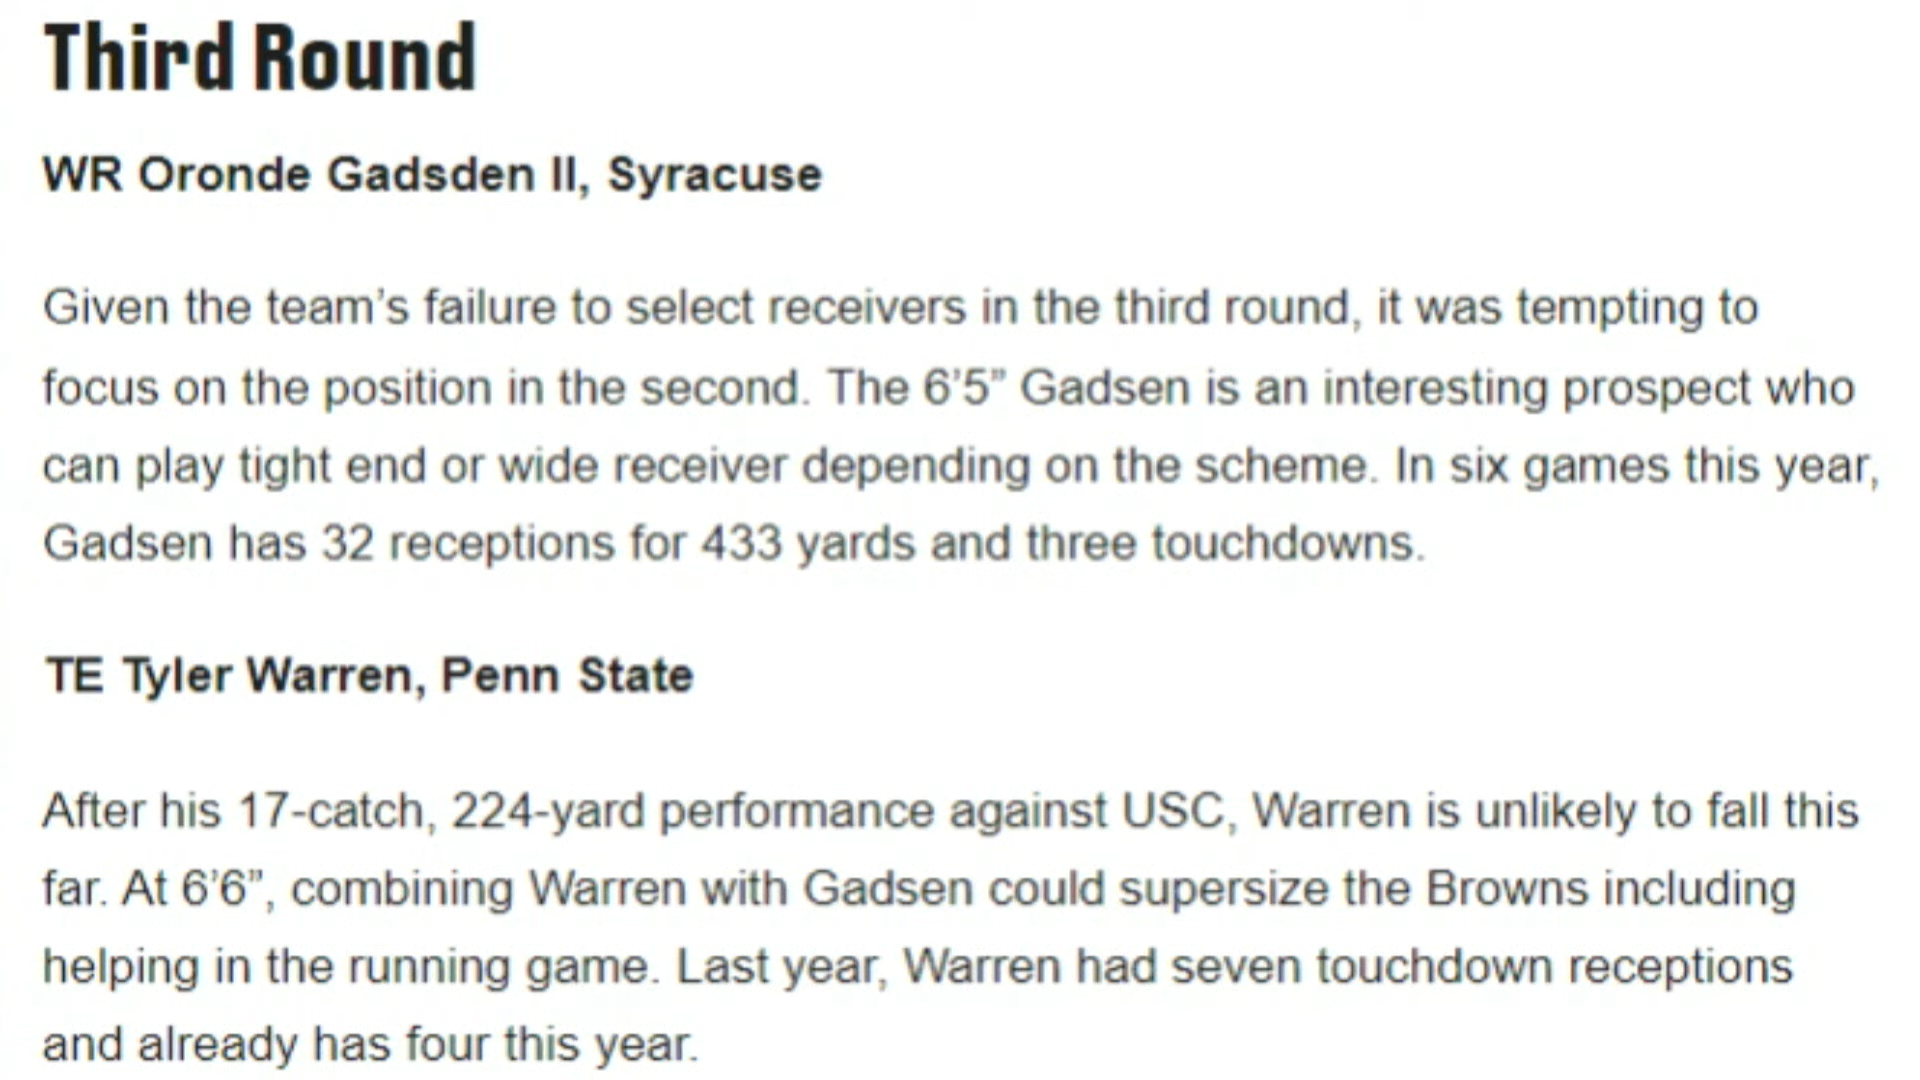 Third Round
WR Oronde Gadsden II, Syracuse
Given the team’s failure to select receivers in the third round, it was tempting to
focus on the position in the second. The 6’5” Gadsen is an interesting prospect who
can play tight end or wide receiver depending on the scheme. In six games this year,
Gadsen has 32 receptions for 433 yards and three touchdowns.
TE Tyler Warren, Penn State
After his 17-catch, 224-yard performance against USC, Warren is unlikely to fall this
far. At 6’6”, combining Warren with Gadsen could supersize the Browns including
helping in the running game. Last year, Warren had seven touchdown receptions
and already has four this year.